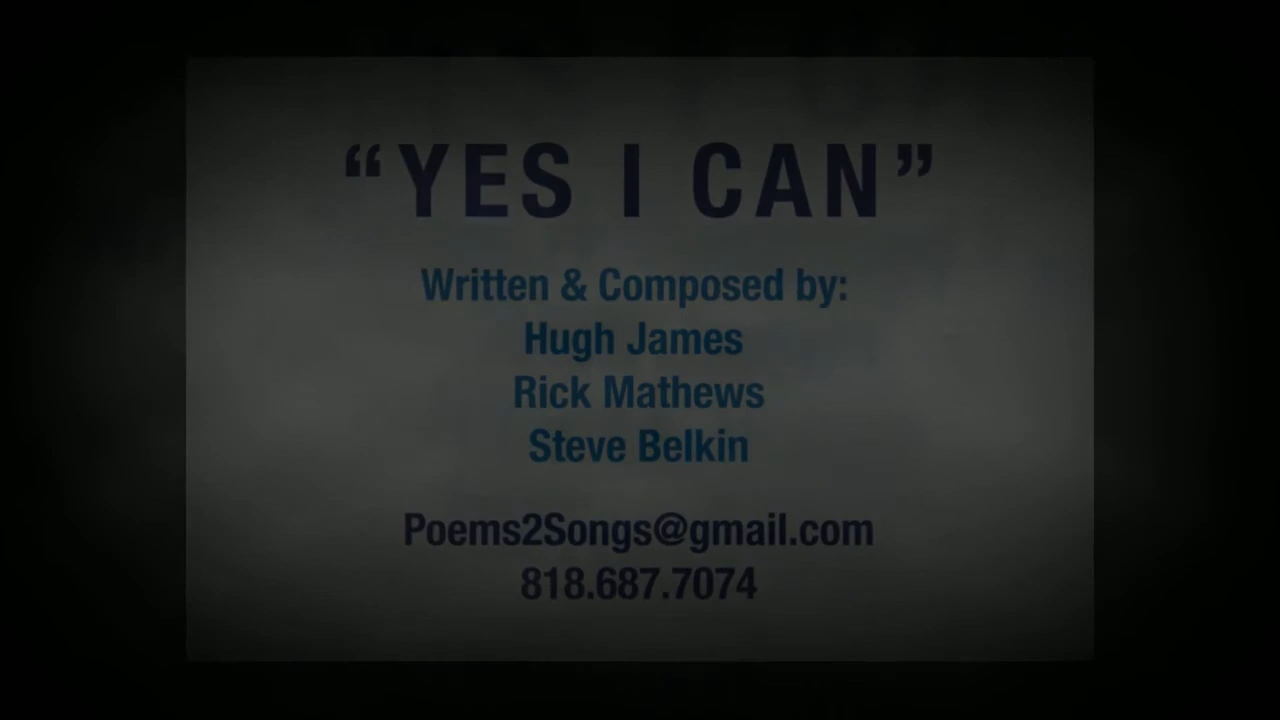 “YES I CAN”
Written & Composed by:
Hugh James
Rick Mathews
Steve Belkin
Poems2Songs@gmail.com
818.687.7074